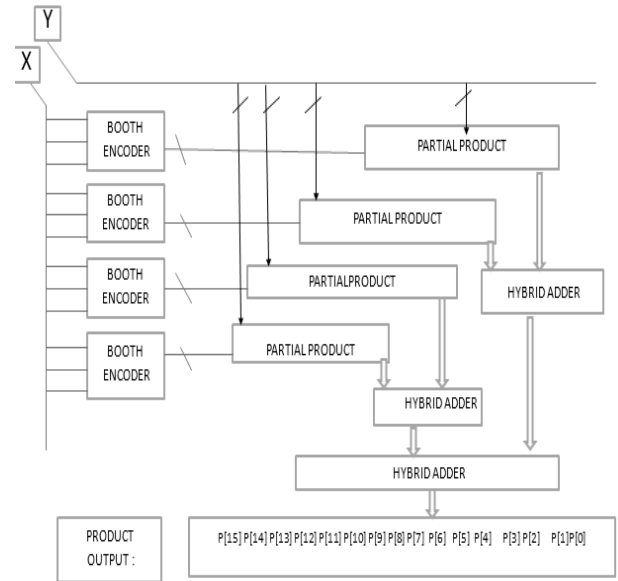 Y
X
BOOTH
ENCODER
PARTIAL PRODUCT
BOOTH
ENCODER
PARTIAL PRODUCT
BOOTH
ENCODER
PARTIALPRODUCT
HYBRID ADDER
BOOTH
ENCODER
PARTIAL PRODUCT
HYBRID ADDER
HYBRID ADDER
PRODUCT
OUTPUT :
P[15] P[14] P[13] P[12] P[11] P[10] P[9] P[8] P[7] P[6] P[5] P[4] P[3] P[2] P[1]P[0]